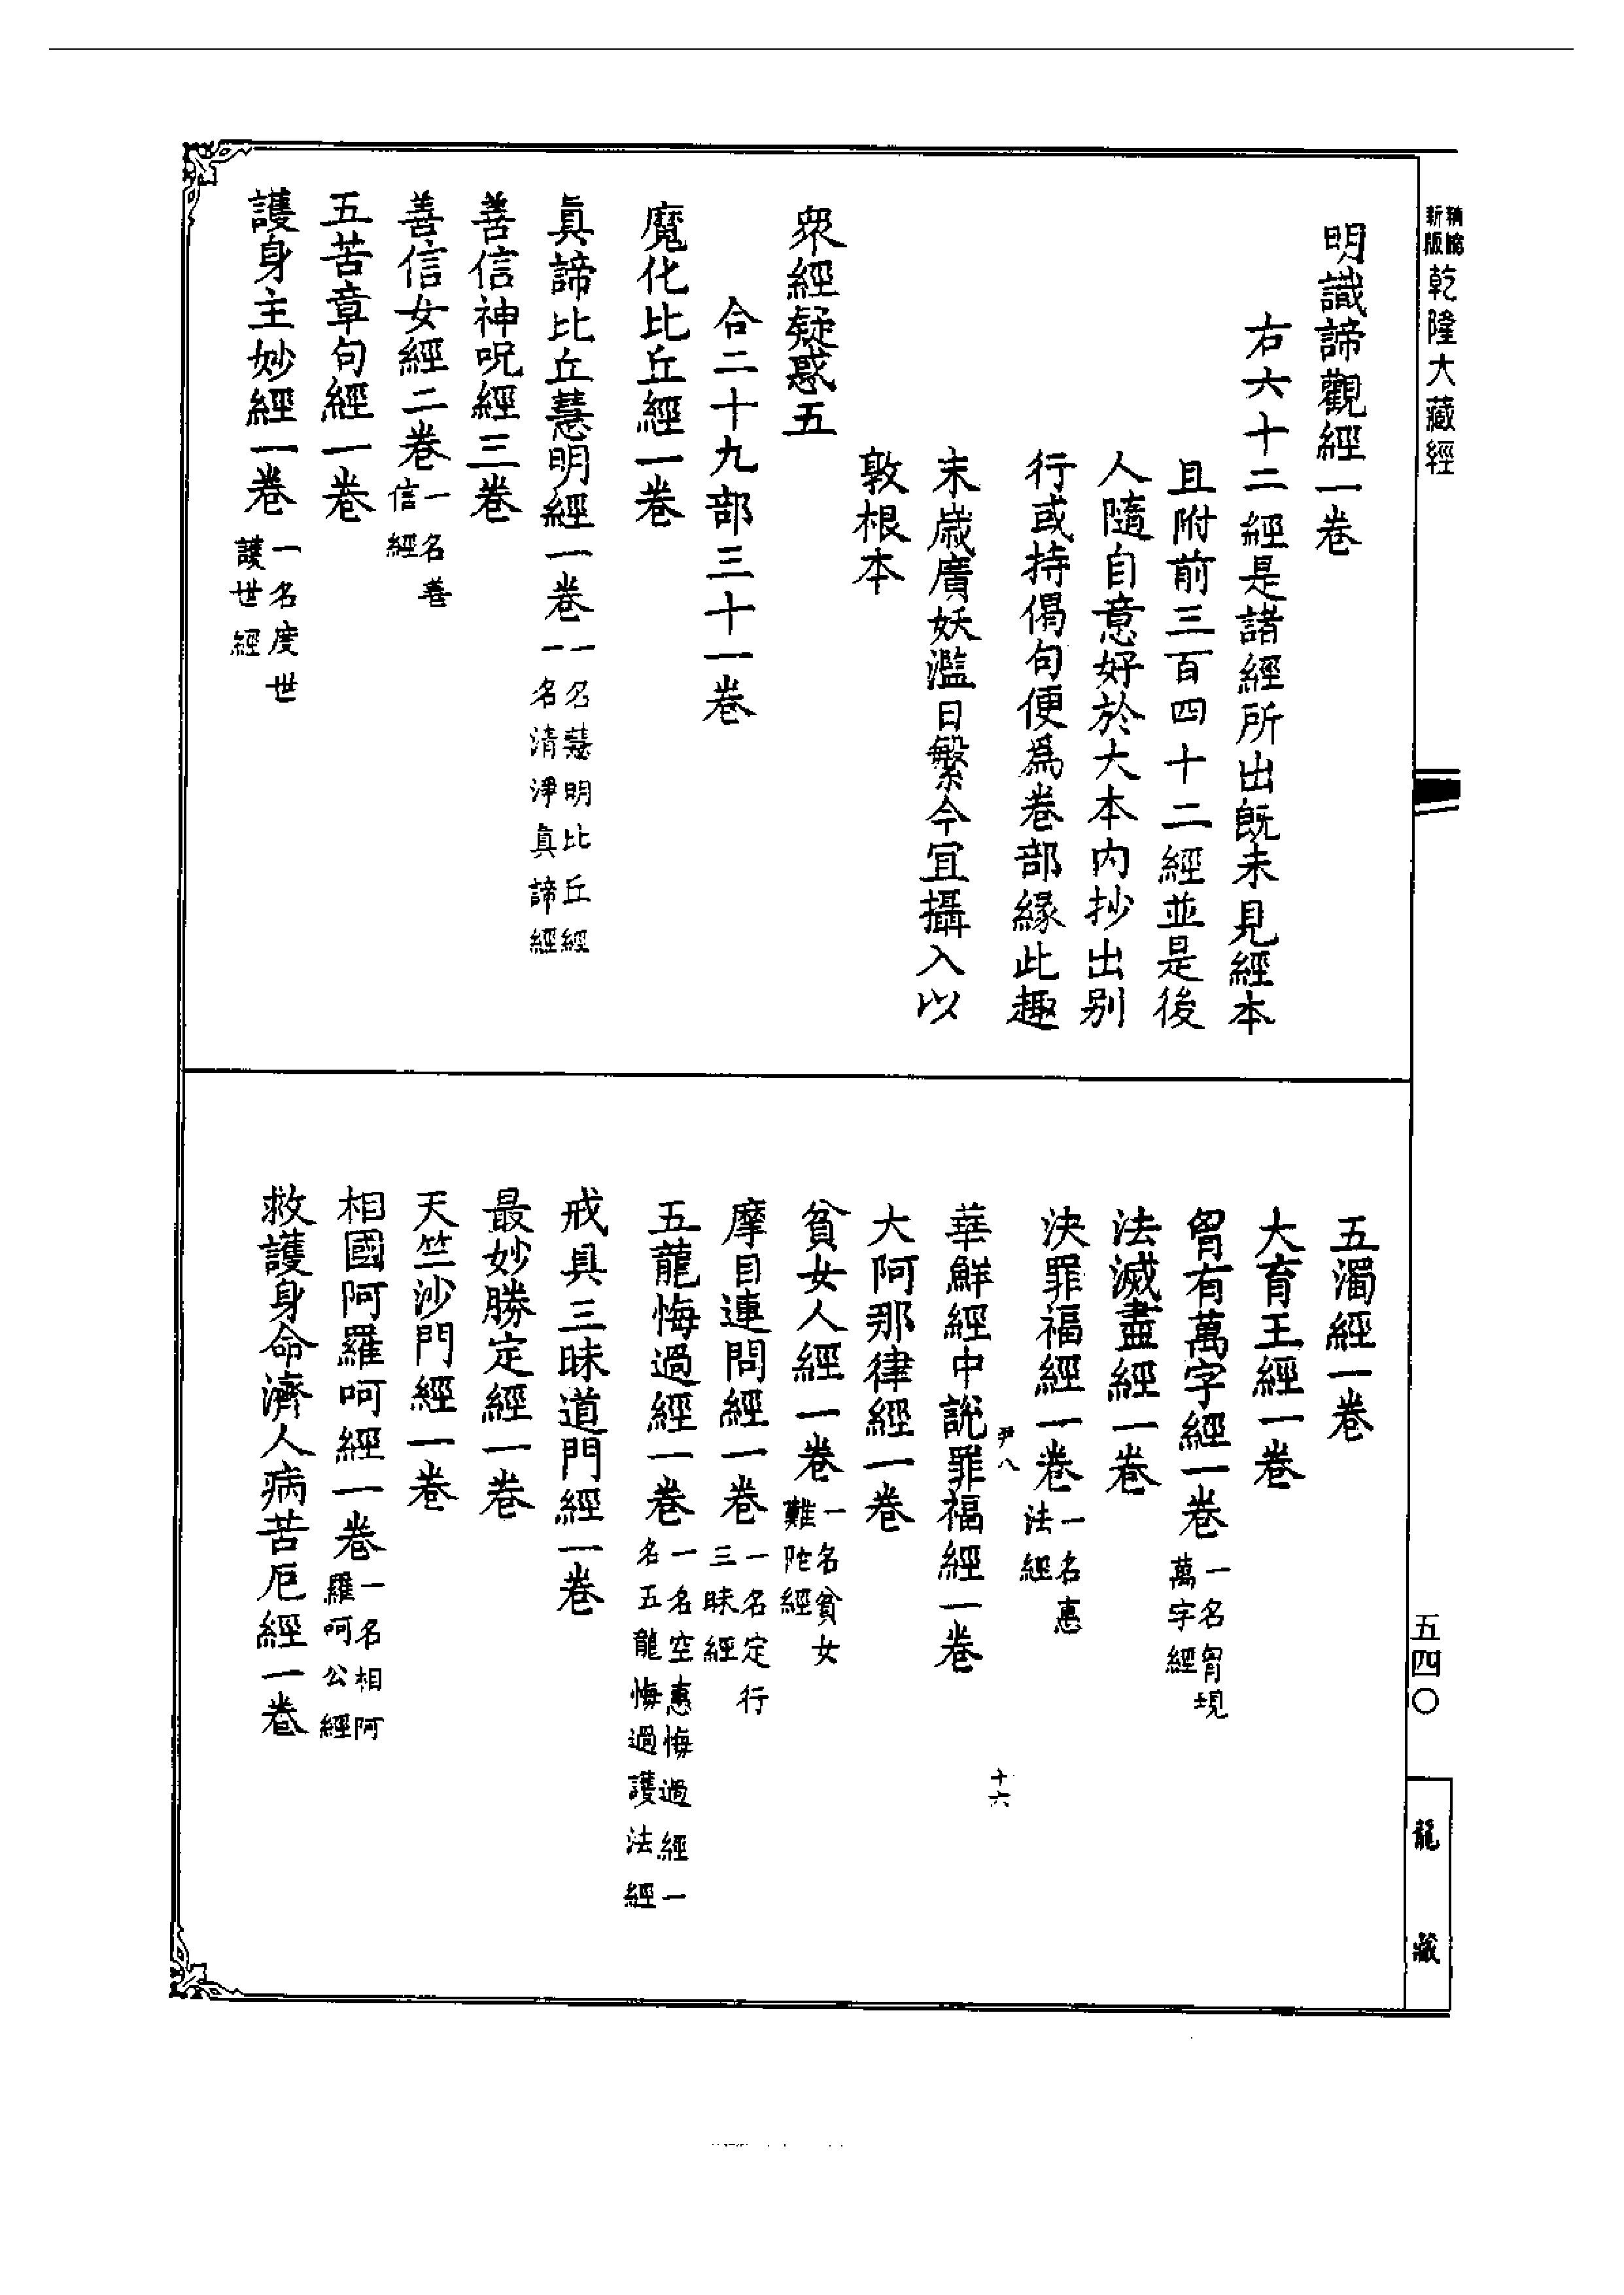 精縮新版乾隆大藏經
明識諦觀經一卷
右六十二經是諸經所出既未見經本
且附前三百四十二經並是後
人隨自意好於大本內抄出別
行或持偈句便為卷部緣此趣
末歲廣妖濫日繁今宜攝入以
敦根本
眾經疑惑五
合二十九部三十一卷
魔化比丘經一卷
真諦比丘慧明經一卷一名慧明比丘經一名清淨真諦經
善信神呪經三卷
善信女經二卷一名善信經
五苦章句經一卷
護身主妙經一卷一名度世護世經
五濁經一卷
大育王經一卷
胷有萬字經一卷一名胷現萬字經
法滅盡經一卷
決罪福經一卷一名惠法經
尹八
十六
華鮮經中說罪福經一卷
大阿那律經一卷
貧女人經一卷一名貧女難陀經
摩目連問經一卷一名定行三昧經
五龍悔過經一卷一名空惠悔過經一名五龍悔過護法經
戒具三昧道門經一卷
最妙勝定經一卷
天竺沙門經一卷
相國阿羅呵經一卷一名相阿羅呵公經
救護身命濟人病苦厄經一卷
五四〇
龍藏